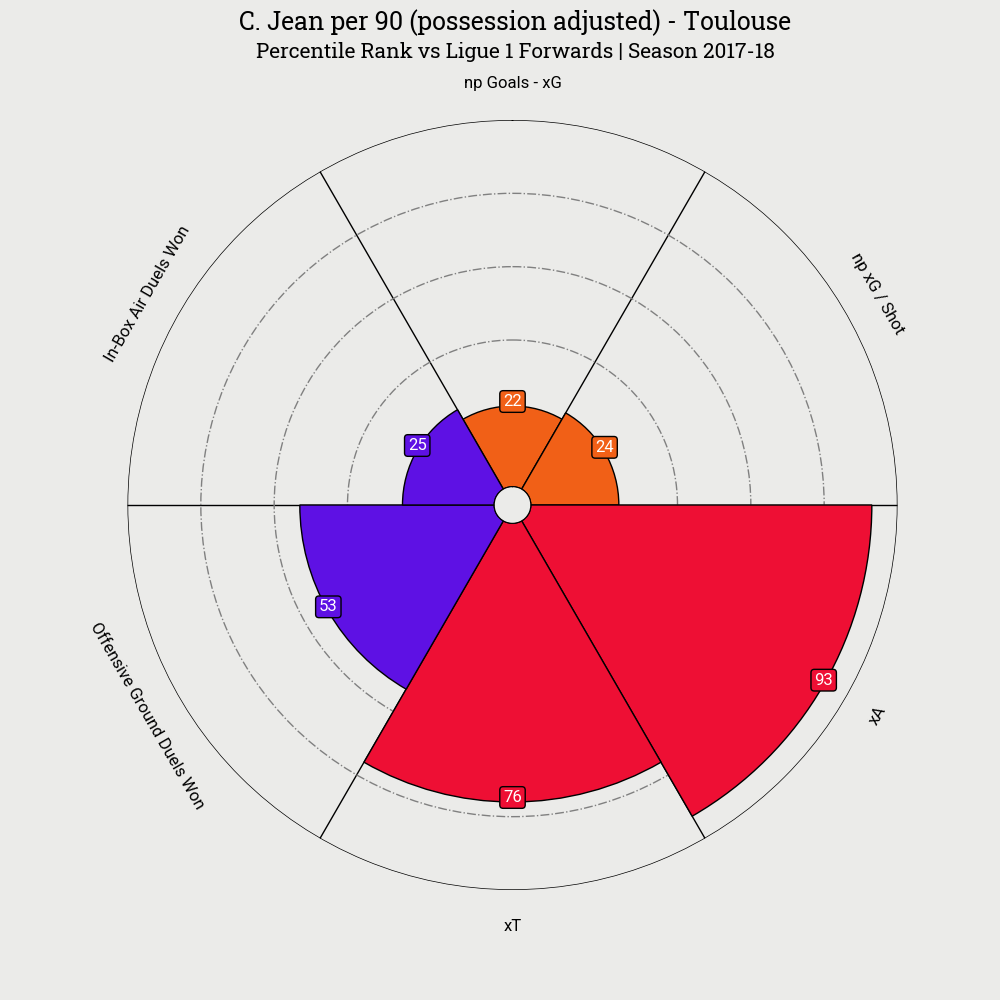 C. Jean per 90 (possession adjusted) - Toulouse
Percentile Rank vs Ligue 1 Forwards | Season 2017-18
np Goals - xG
In-Box Air Duels Won
np xG / Shot
22
25
24
53
93
xA
Offensive Ground Duels Won
76
xT